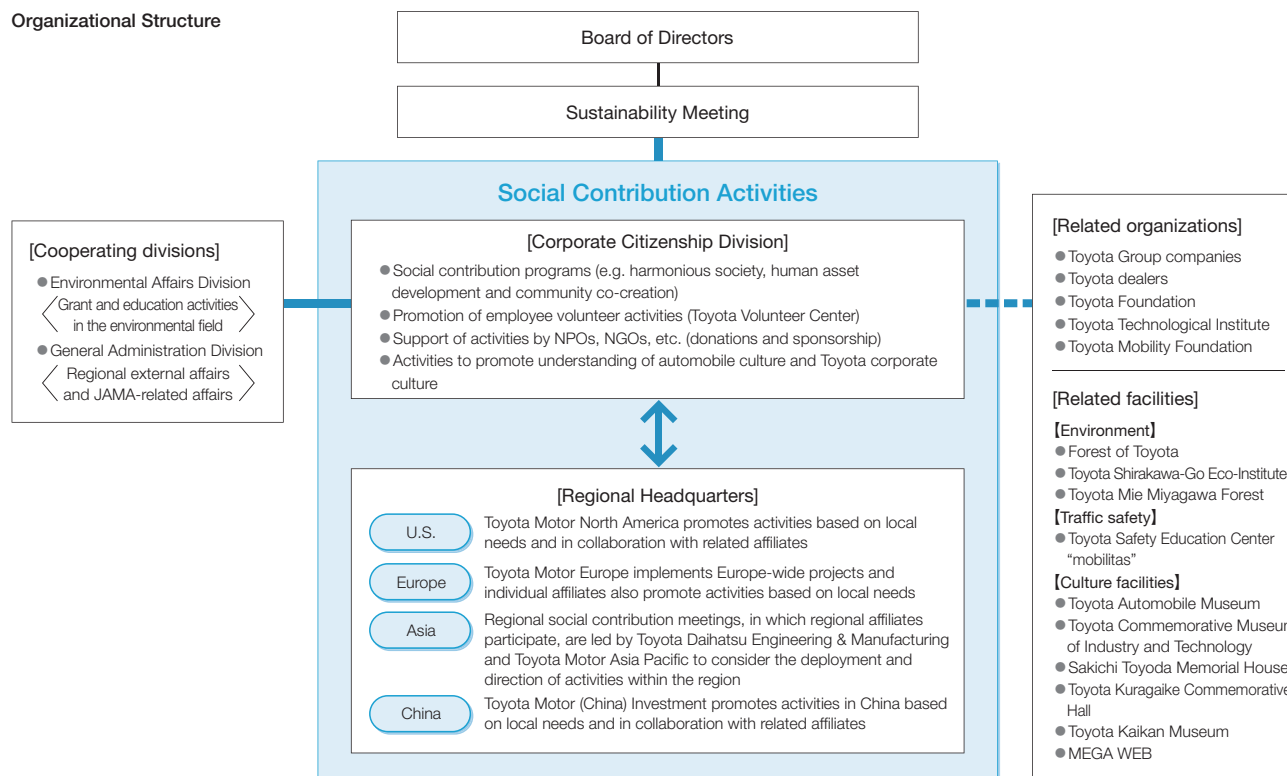 Organizational Structure
Board of Directors
Sustainability Meeting
Social Contribution Activities
[Cooperating divisions]
● Environmental Affairs Division
Grant and education activities
in the environmental field
● General Administration Division
Regional external affairs
and JAMA-related affairs
[Corporate Citizenship Division]
● Social contribution programs (e.g. harmonious society, human asset
development and community co-creation)
● Promotion of employee volunteer activities (Toyota Volunteer Center)
● Support of activities by NPOs, NGOs, etc. (donations and sponsorship)
● Activities to promote understanding of automobile culture and Toyota corporate
culture
[Regional Headquarters]
U.S.
Toyota Motor North America promotes activities based on local
needs and in collaboration with related affiliates
Europe
Toyota Motor Europe implements Europe-wide projects and
individual affiliates also promote activities based on local needs
Asia
Regional social contribution meetings, in which regional affiliates
participate, are led by Toyota Daihatsu Engineering & Manufacturing
and Toyota Motor Asia Pacific to consider the deployment and
direction of activities within the region
China
Toyota Motor (China) Investment promotes activities in China based
on local needs and in collaboration with related affiliates
[Related organizations]
● Toyota Group companies
● Toyota dealers
● Toyota Foundation
● Toyota Technological Institute
● Toyota Mobility Foundation
[Related facilities]
【Environment】
● Forest of Toyota
● Toyota Shirakawa-Go Eco-Institute
● Toyota Mie Miyagawa Forest
【Traffic safety】
● Toyota Safety Education Center
“mobilitas”
【Culture facilities】
● Toyota Automobile Museum
● Toyota Commemorative Museum
of Industry and Technology
● Sakichi Toyoda Memorial House
● Toyota Kuragaike Commemorative
Hall
● Toyota Kaikan Museum
● MEGA WEB